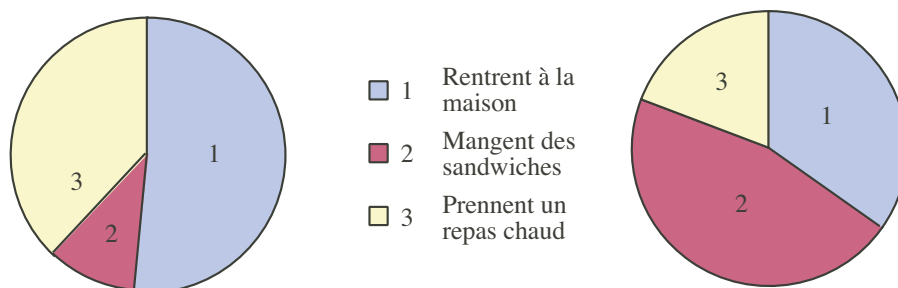 1
2
3
1 Rentrent à la
maison
2 Mangent des
sandwiches
3 Prennent un
repas chaud
1
2
3